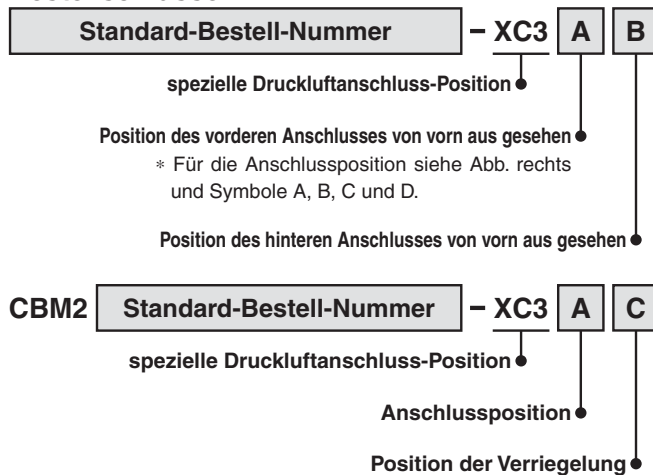 Standard-Bestell-Nummer – XC3 A B
spezielle Druckluftanschluss-Position
Position des vorderen Anschlusses von vorn aus gesehen
* Für die Anschlussposition siehe Abb. rechts
und Symbole A, B, C und D.
Position des hinteren Anschlusses von vorn aus gesehen
CBM2 Standard-Bestell-Nummer – XC3 A C
spezielle Druckluftanschluss-Position
Anschlussposition
Position der Verriegelung